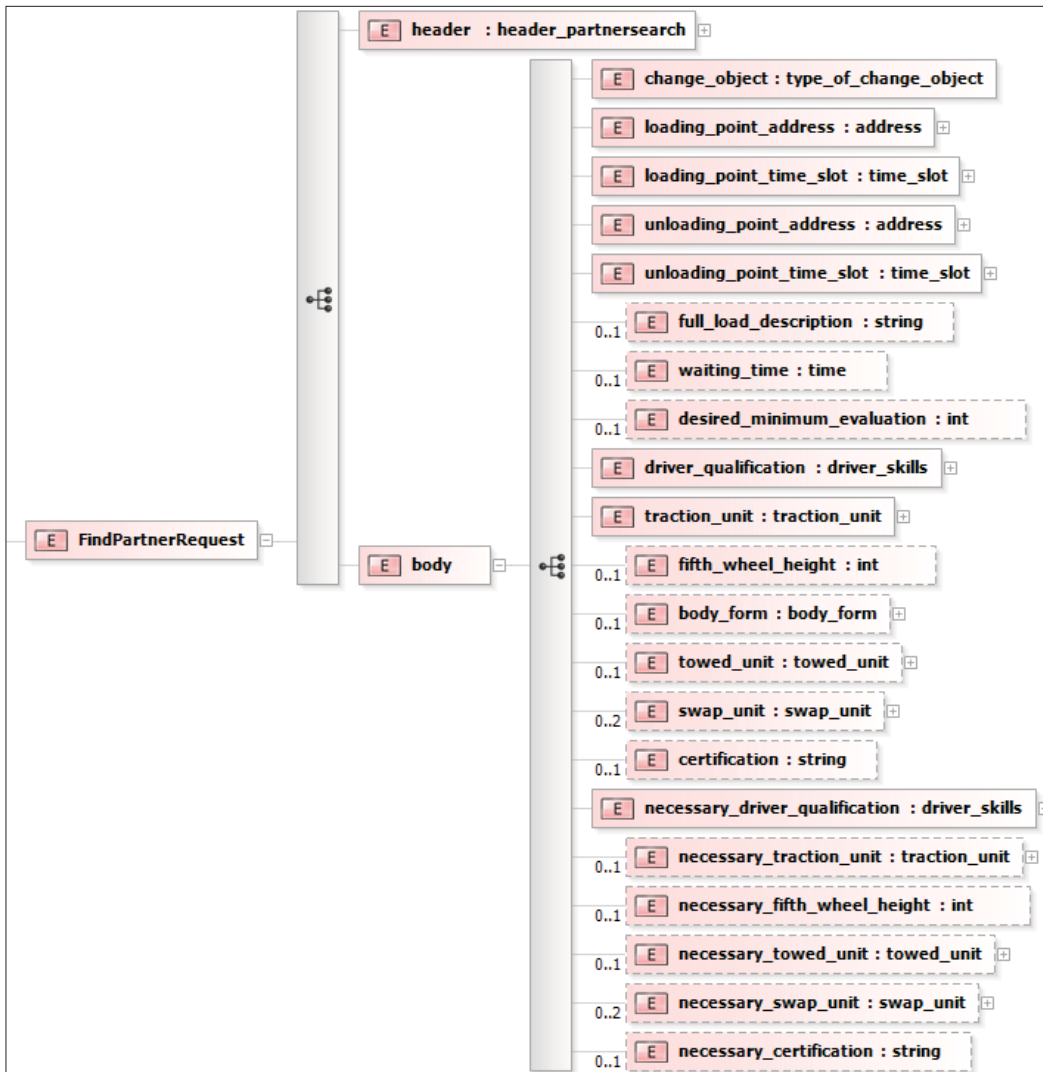 E header : header_partnersearch
E change_object : type_of_change_object
E loading_point_address : address
E loading_point_time_slot : time_slot
E unloading_point_address : address
E unloading_point_time_slot : time_slot
0..1 E full_load_description : string
0..1 E waiting_time : time
0..1 E desired_minimum_evaluation : int
E driver_qualification : driver_skills
E traction_unit : traction_unit
E FindPartnerRequest
E body
0..1 E fifth_wheel_height : int
0..1 E body_form : body_form
0..1 E towed_unit : towed_unit
0..2 E swap_unit : swap_unit
0..1 E certification : string
E necessary_driver_qualification : driver_skills
0..1 E necessary_traction_unit : traction_unit
0..1 E necessary_fifth_wheel_height : int
0..1 E necessary_towed_unit : towed_unit
0..2 E necessary_swap_unit : swap_unit
0..1 E necessary_certification : string